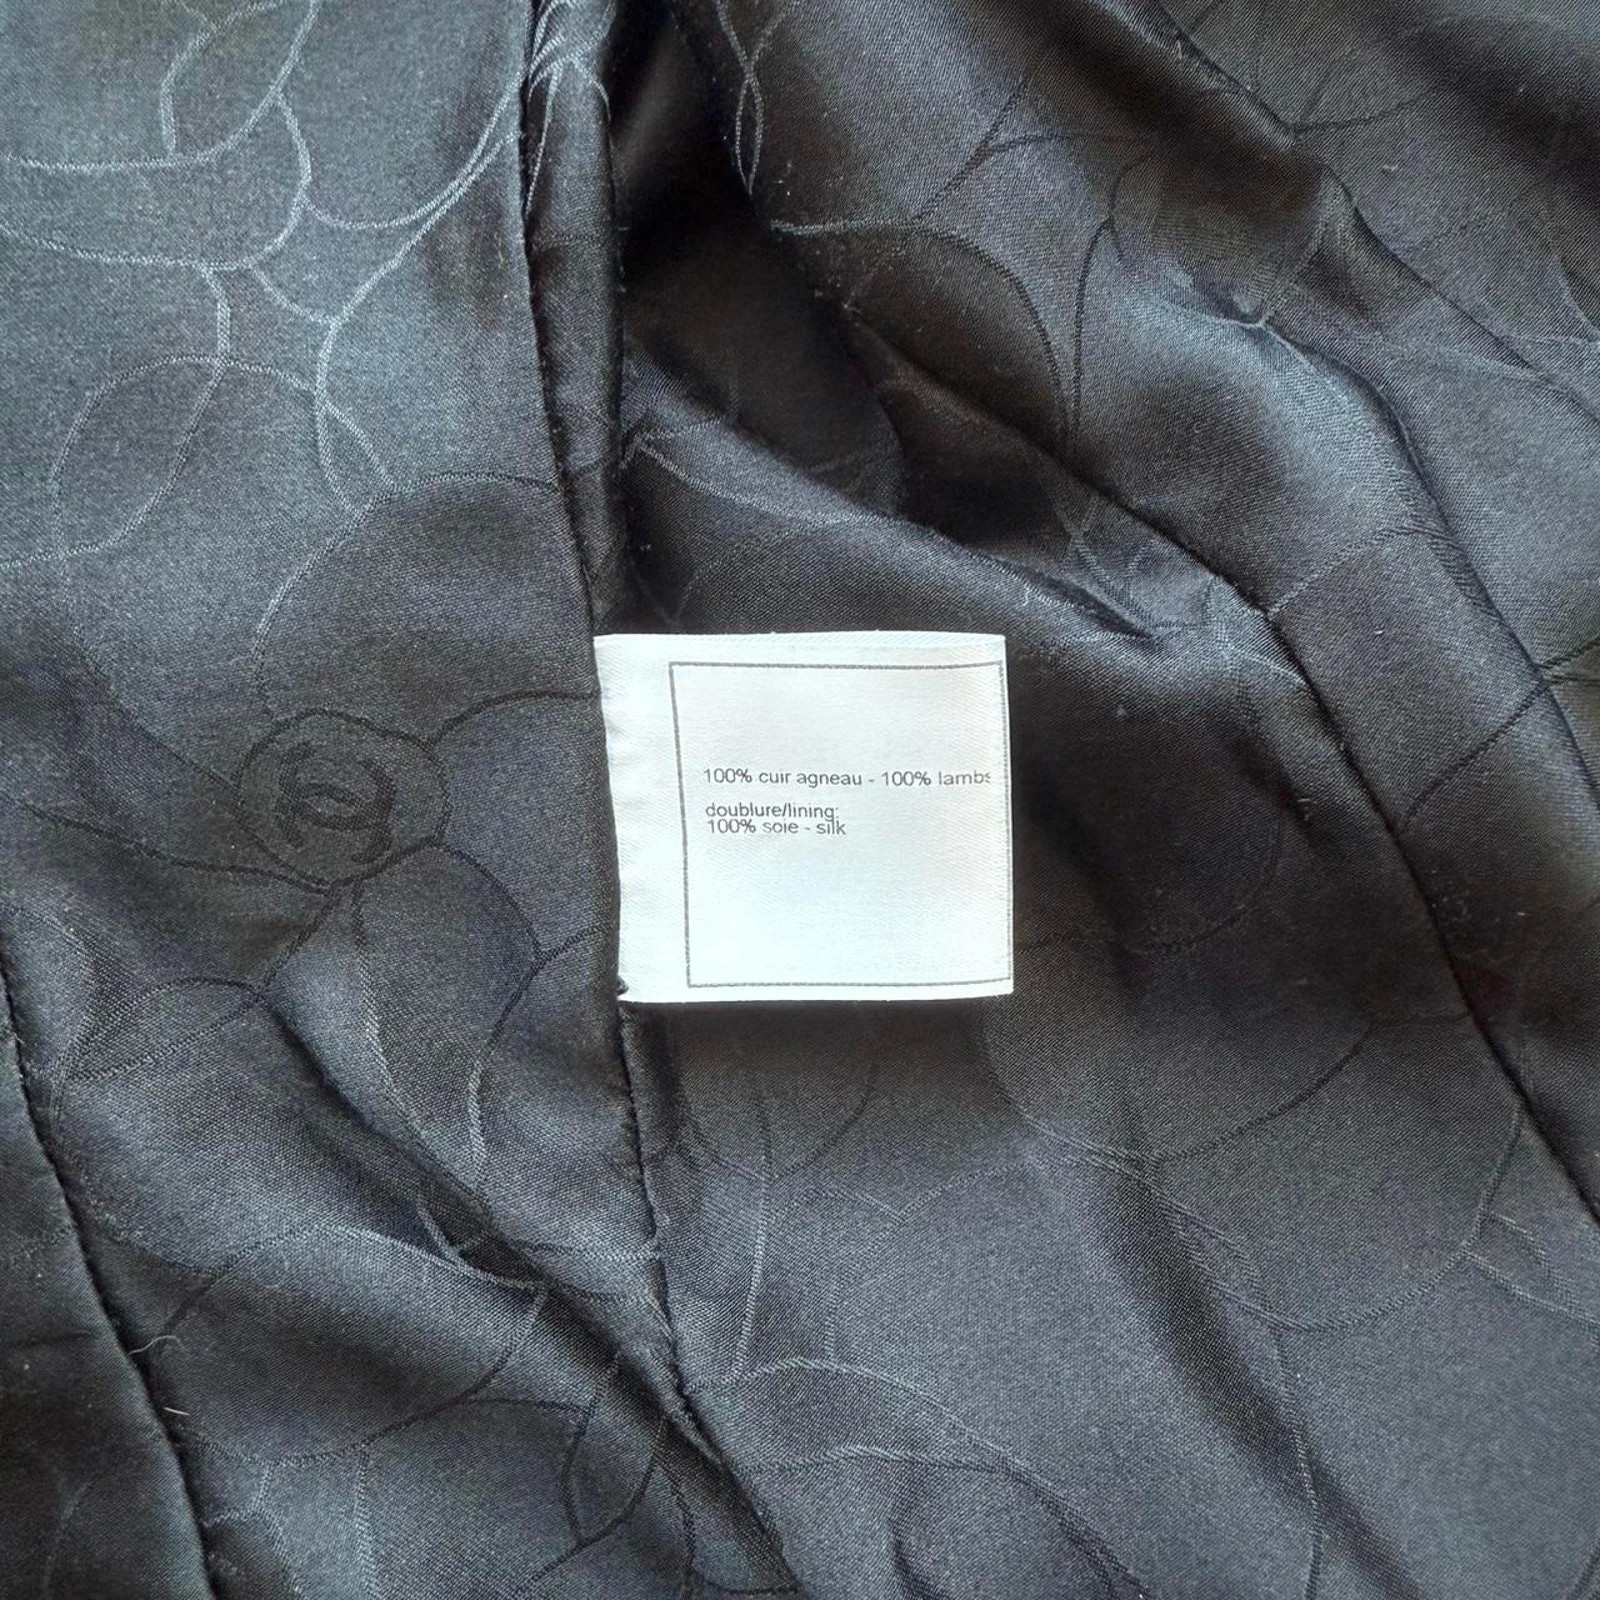 100% cuir agneau - 100% lambs
doublure/lining:
100% soie - silk